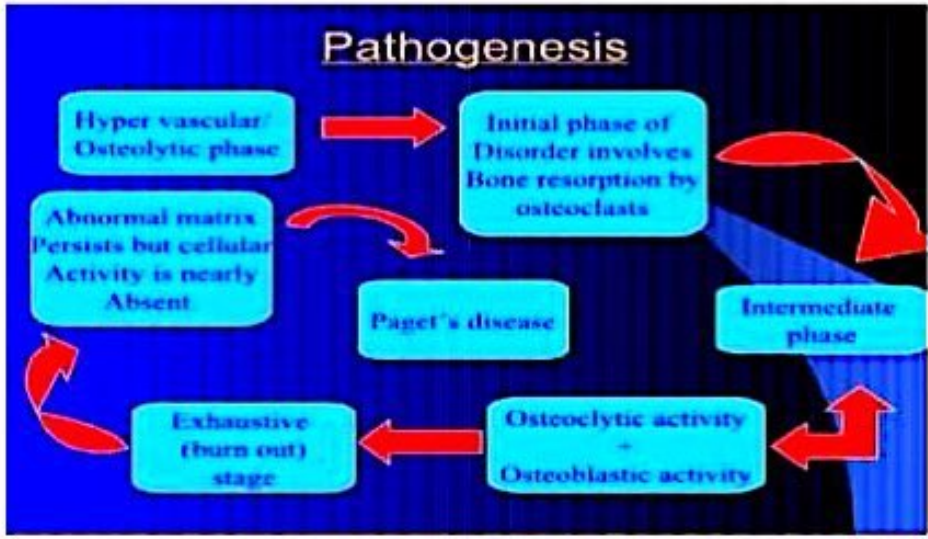 Pathogenesis
Hyper vascular/
Osteolytic phase
Initial phase of
Disorder involves
Bone resorption by
osteoclasts
Intermediate
phase
Osteoclytic activity
+
Osteoblastic activity
Exhaustive
(burn out)
stage
Abnormal matrix
Persists but cellular
Activity is nearly
Absent
Paget's disease